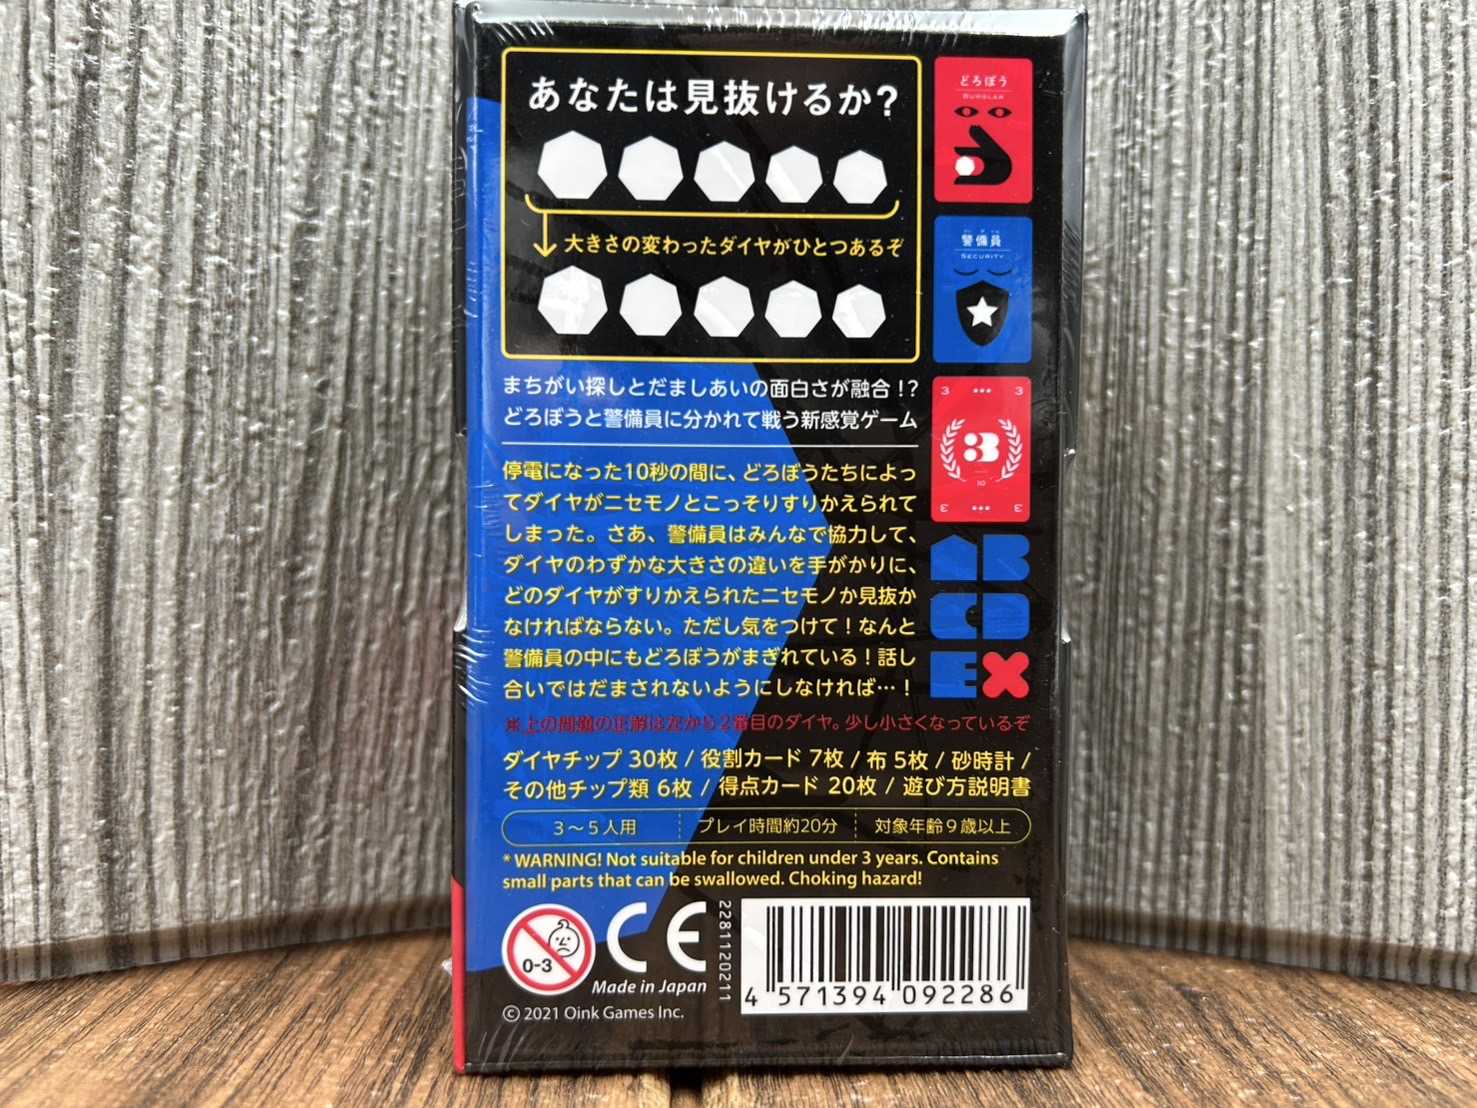 あなたは見抜けるか?
大きさの変わったダイヤがひとつあるぞ
まちがい探しとだましあいの面白さが融合!?
どろぼうと警備員に分かれて戦う新感覚ゲーム
停電になった10秒の間に、どろぼうたちによっ
てダイヤがニセモノとこっそりすりかえられて
しまった。さあ、警備員はみんなで協力して、
ダイヤのわずかな大きさの違いを手がかりに、
どのダイヤがすりかえられたニセモノか見抜か
なければならない。ただし気をつけて!なんと
警備員の中にもどろぼうがまぎれている!話し
合いではだまされないようにしなければ…!
※上の問題の正解は左から2番目のダイヤ。少し小さくなっているぞ
どろぼう
BURGLAR
警備員
SECURITY
3 3
3
10
3 3
ダイヤチップ 30枚 / 役割カード 7枚 / 布 5枚 / 砂時計 /
その他チップ類 6枚 / 得点カード 20枚 / 遊び方説明書
3〜5人用 プレイ時間約20分 対象年齢9歳以上
* WARNING! Not suitable for children under 3 years. Contains
small parts that can be swallowed. Choking hazard!
0-3
CE
Made in Japan
© 2021 Oink Games Inc.
2281120211
4 571394 092286